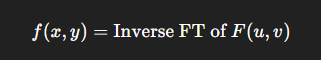 f(x, y) = Inverse FT of F(u, v)